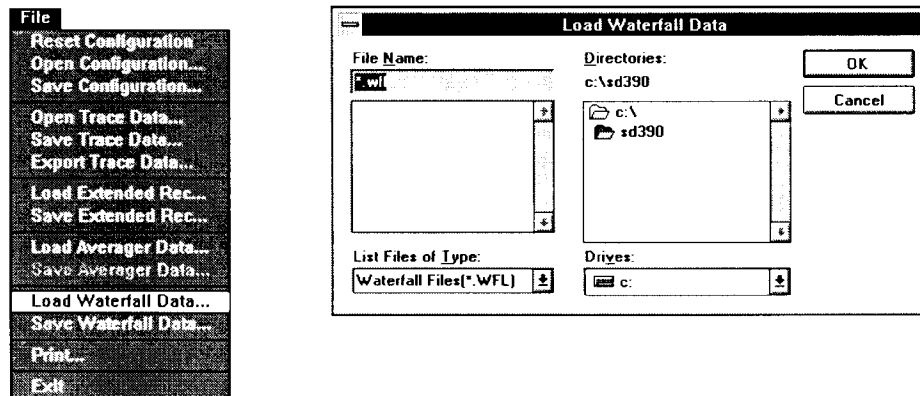 File
Reset Configuration
Open Configuration...
Save Configuration...
Open Trace Data...
Save Trace Data...
Export Trace Data...
Load Extended Rec...
Save Extended Rec...
Load Averager Data...
Save Averager Data...
Load Waterfall Data...
Save Waterfall Data...
Print...
Exit
Load Waterfall Data
File Name:
*.wfl
List Files of Type:
Waterfall Files(*.WFL)
Directories:
c:\sd390
c:\
sd390
Drives:
c:
OK
Cancel